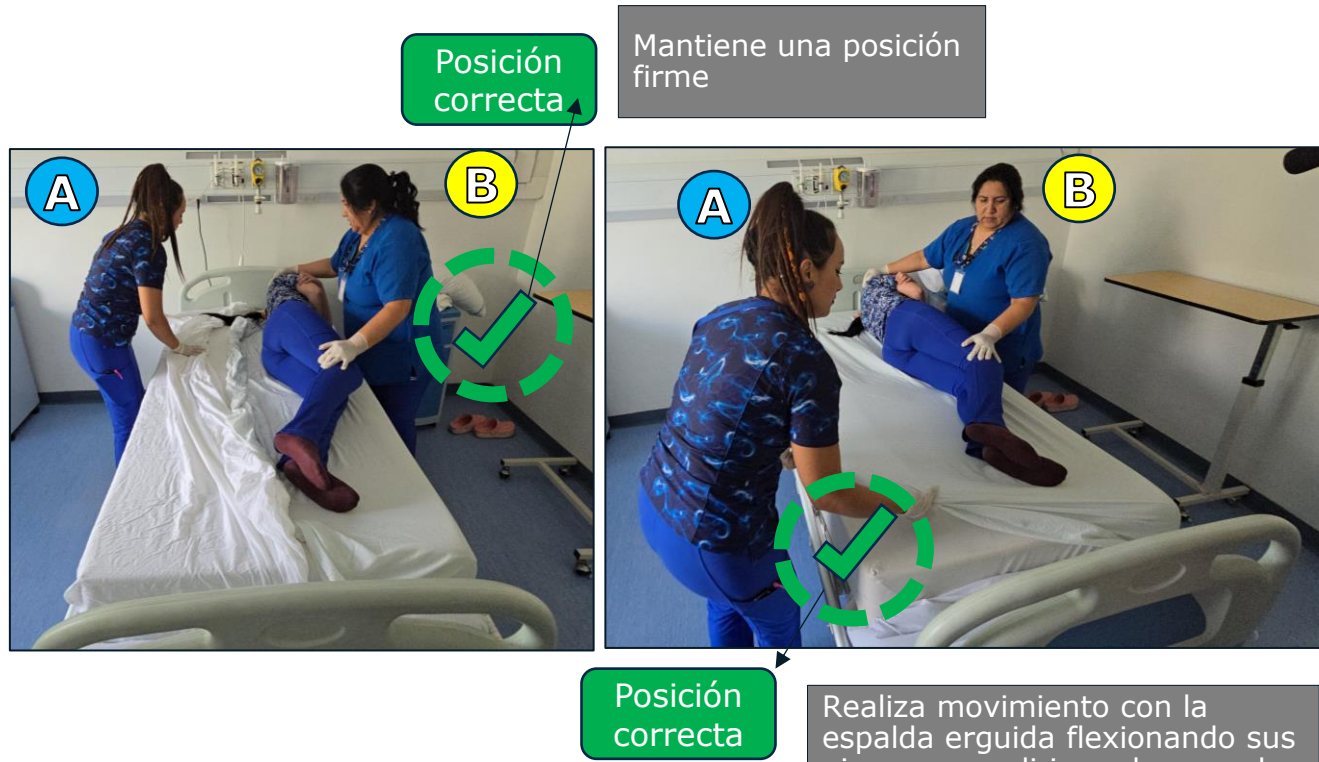 Posición
correcta
Mantiene una posición
firme
A
B
A
B
Posición
correcta
Realiza movimiento con la
espalda erguida flexionando sus